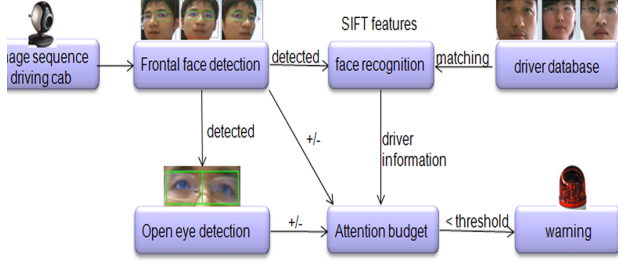 SIFT features
mage sequence
driving cab
Frontal face detection
detected
face recognition
matching
driver database
detected
+/-
driver
information
Open eye detection
+/-
Attention budget
< threshold
warning